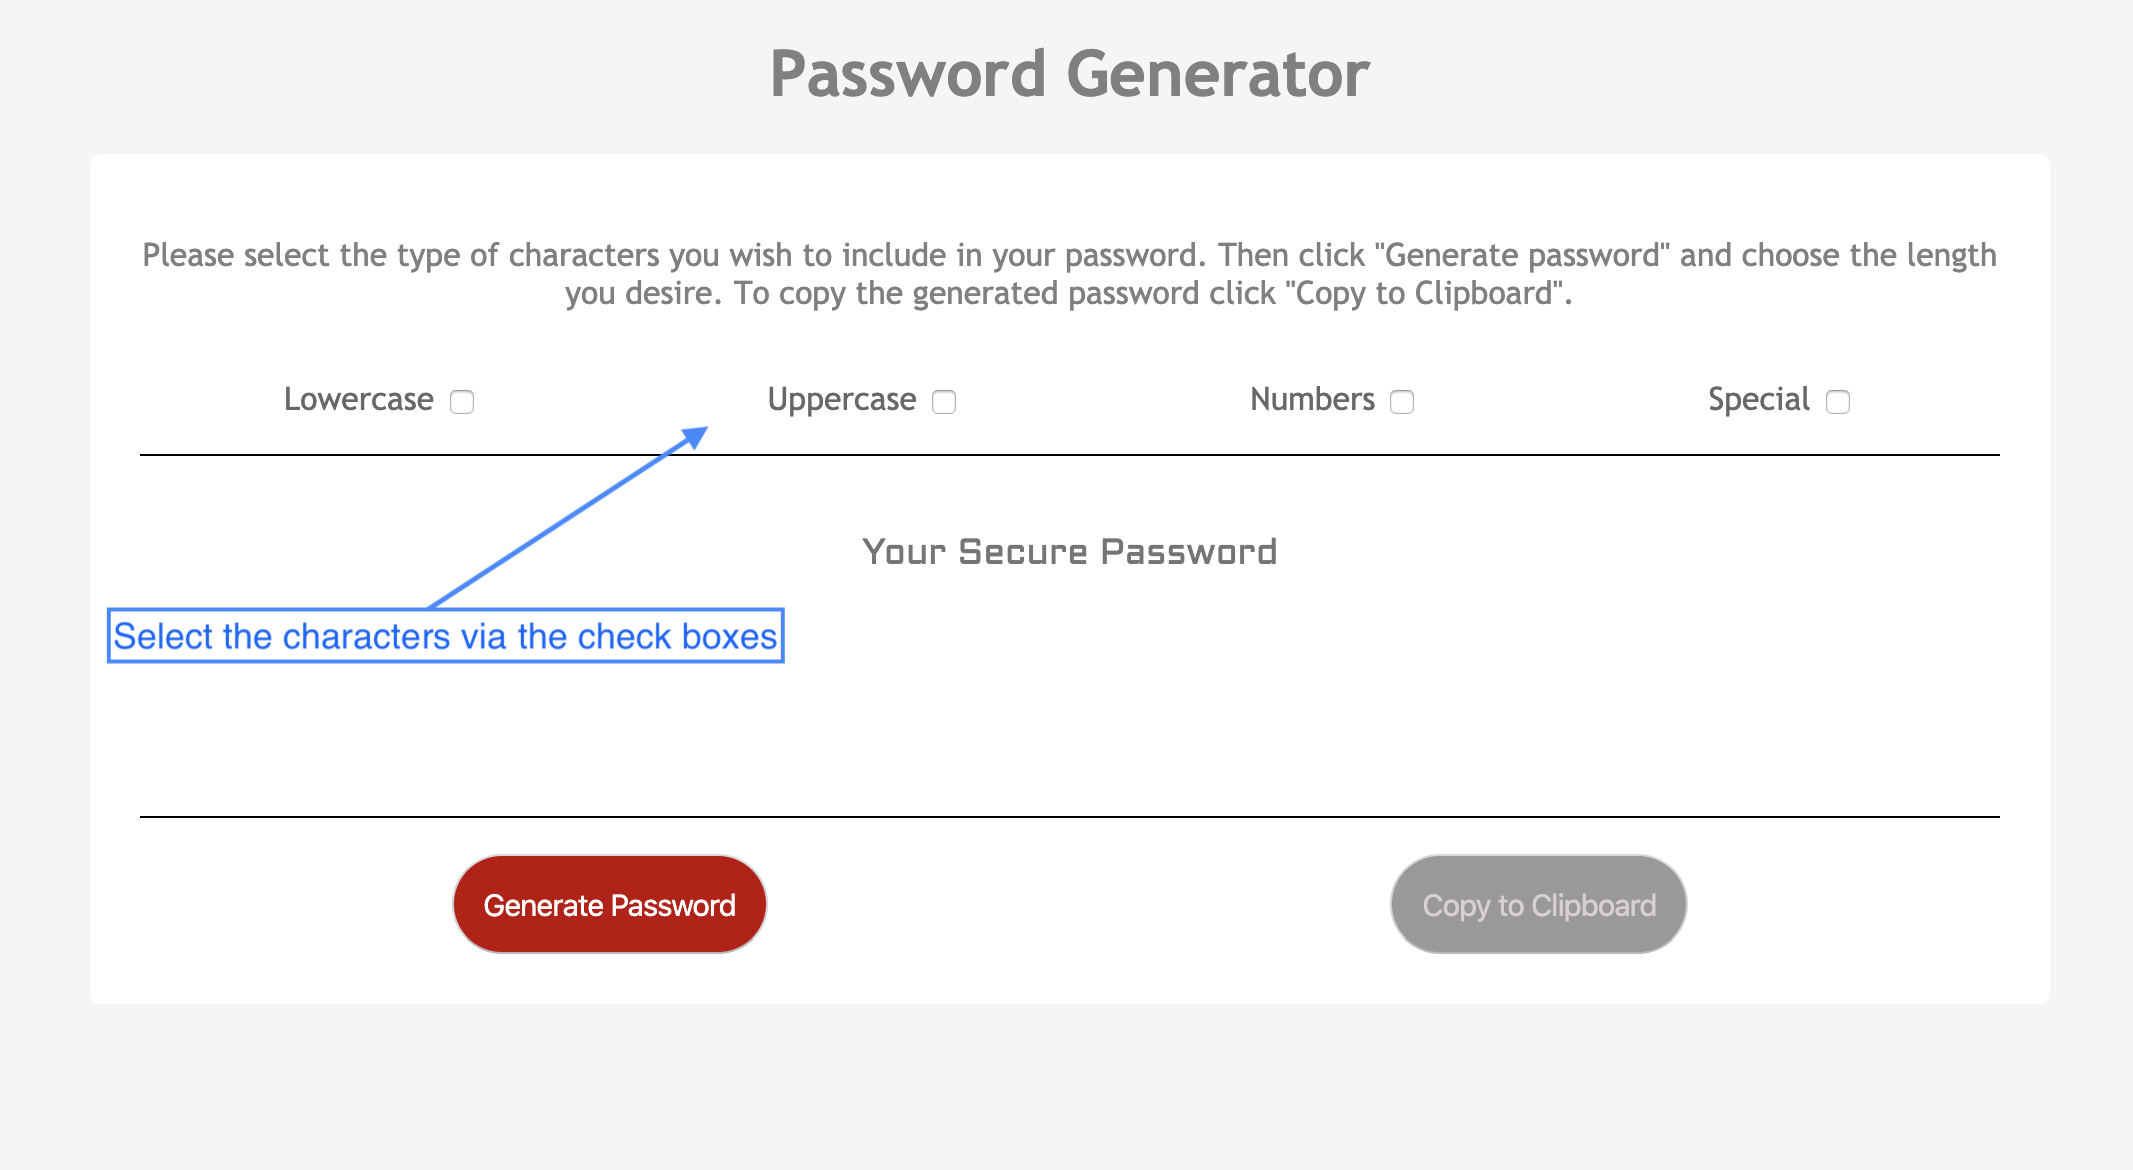 Password Generator
Please select the type of characters you wish to include in your password. Then click "Generate password" and choose the length
you desire. To copy the generated password click "Copy to Clipboard".
Lowercase Uppercase Numbers Special
Your Secure Password
Select the characters via the check boxes
Generate Password Copy to Clipboard